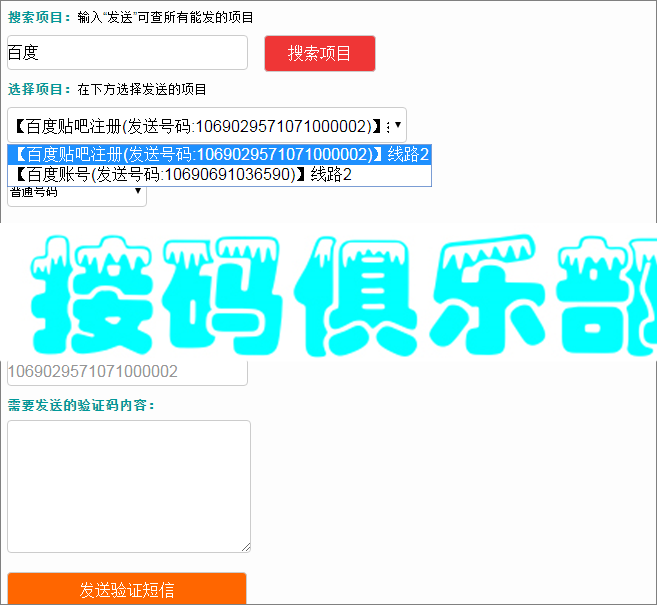 搜索项目：输入“发送”可查所有能发的项目
百度
搜索项目
选择项目：在下方选择发送的项目
【百度贴吧注册(发送号码:1069029571071000002)】
【百度贴吧注册(发送号码:1069029571071000002)】线路2
【百度账号(发送号码:10690691036590)】线路2
普通号码
接码俱乐部
1069029571071000002
需要发送的验证码内容：
发送验证短信